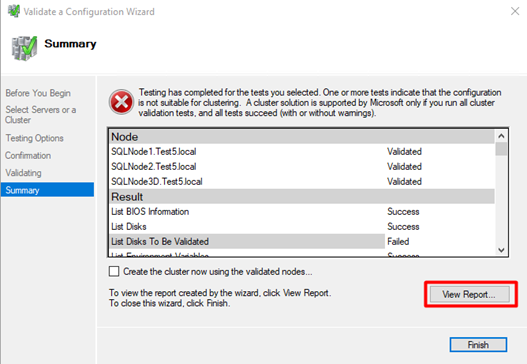 Validate a Configuration Wizard
Summary
Before You Begin
Select Servers or a
Cluster
Testing Options
Confirmation
Validating
Summary
Testing has completed for the tests you selected. One or more tests indicate that the configuration
is not suitable for clustering. A cluster solution is supported by Microsoft only if you run all cluster
validation tests, and all tests succeed (with or without warnings).
Node
SQLNode1.Test5.local Validated
SQLNode2.Test5.local Validated
SQLNode3D.Test5.local Validated
Result
List BIOS Information Success
List Disks Success
List Disks To Be Validated Failed
List Environment Variables Success
Create the cluster now using the validated nodes...
To view the report created by the wizard, click View Report.
To close this wizard, click Finish.
View Report...
Finish